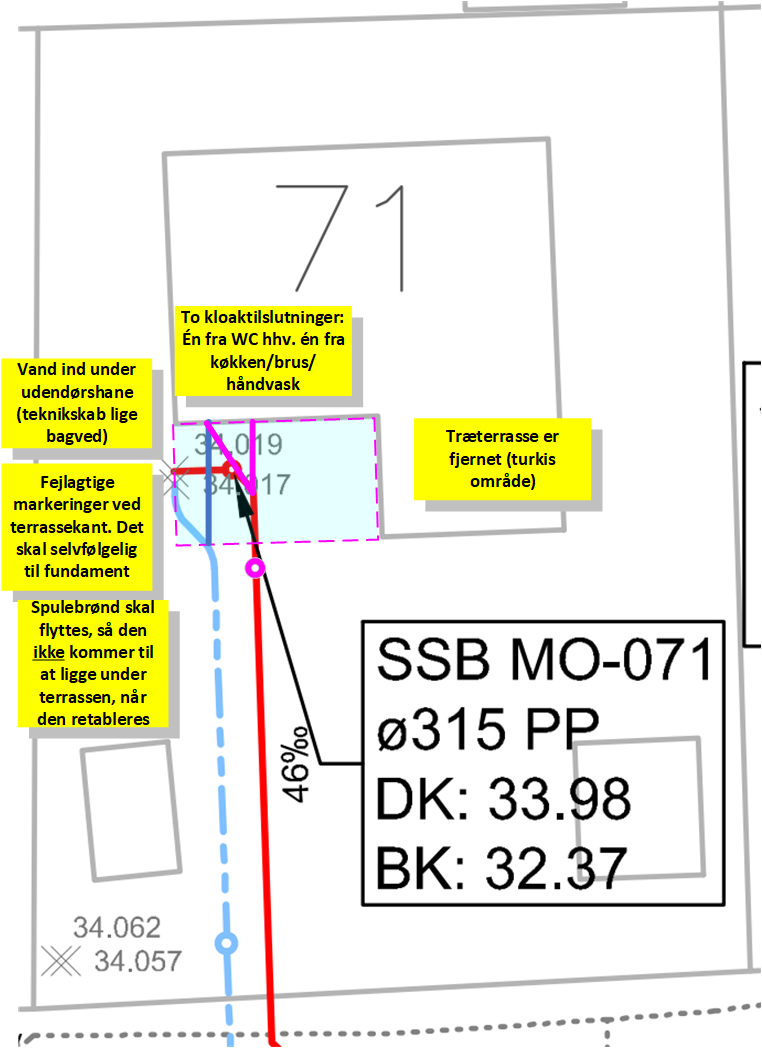 71
To kloaktilslutninger:
Én fra WC hhv. én fra
køkken/brus/
håndvask
Vand ind under
udendørshane
(teknikskab lige
bagved)
34.019
34.017
Træterrasse er
fjernet (turkis
område)
Fejlagtige
markeringer ved
terrassekant. Det
skal selvfølgelig
til fundament
Spulebrønd skal
flyttes, så den
ikke kommer til
at ligge under
terrassen, når
den retableres
SSB MO-071
ø315 PP
DK: 33.98
BK: 32.37
46‰
34.062
34.057